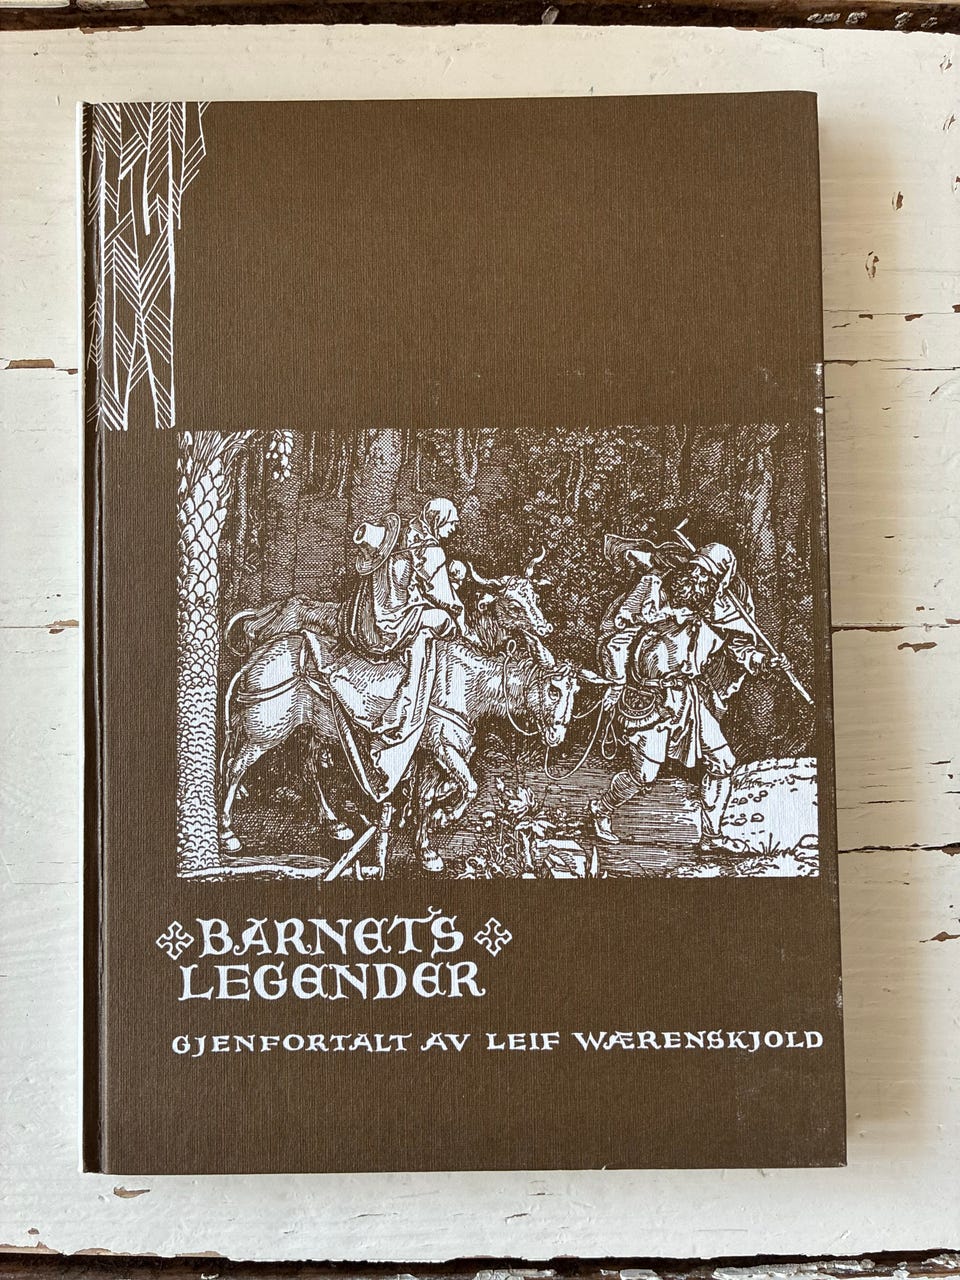 BARNETS
LEGENDER
GJENFORTALT AV LEIF WÆRENSKJOLD